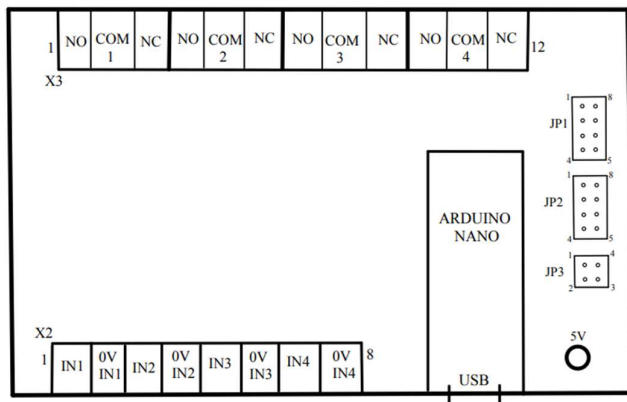 1 NO COM 1 NC NO COM 2 NC NO COM 3 NC NO COM 4 NC 12
X3
JP1 1 8 4 5
JP2 1 8 4 5
JP3 1 4 2 3
ARDUINO
NANO
X2
1 IN1 0V IN1 IN2 0V IN2 IN3 0V IN3 IN4 0V IN4 8
5V
USB